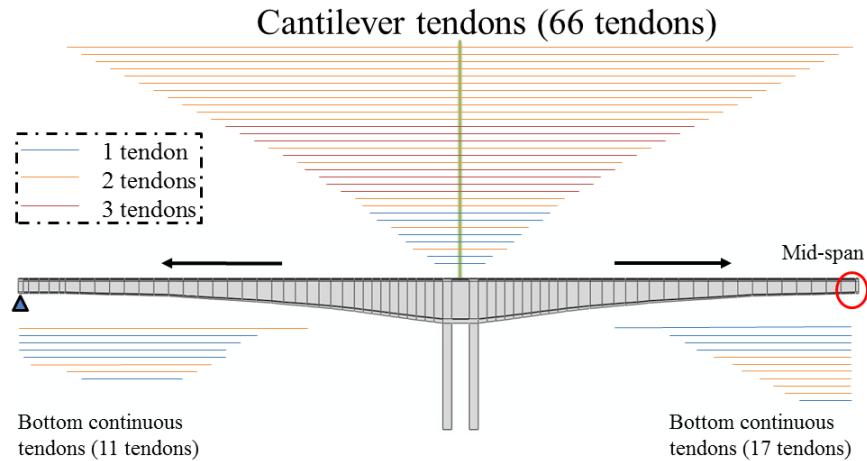 Cantilever tendons (66 tendons)
1 tendon
2 tendons
3 tendons
Mid-span
Bottom continuous
tendons (11 tendons)
Bottom continuous
tendons (17 tendons)